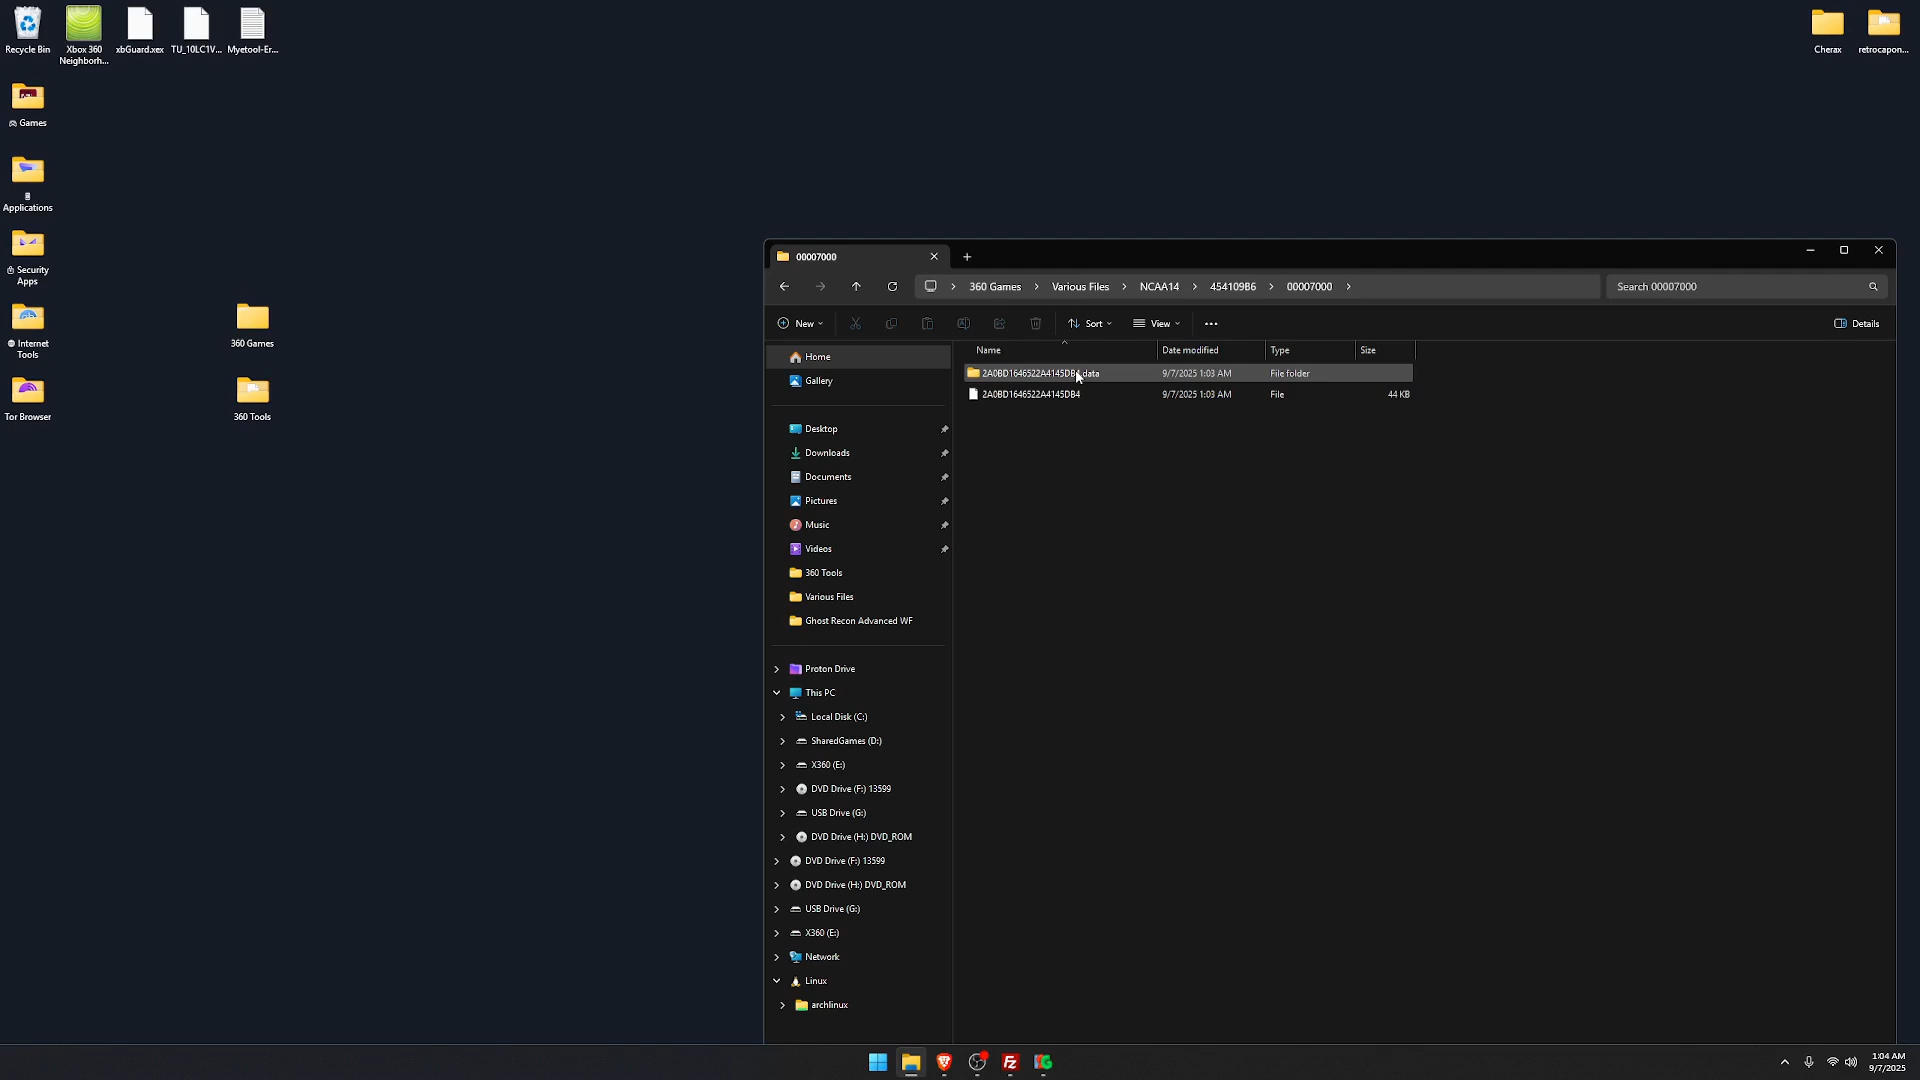 Recycle Bin
Xbox 360
Neighborh...
xbGuard.xex
TU_10LC1V...
Myetool-Er...
Cherax
retrocapon...
Games
Applications
Security
Apps
Internet
Tools
Tor Browser
360 Games
360 Tools
00007000
360 Games
Various Files
NCAA14
454109B6
00007000
Search 00007000
New
Sort
View
Details
Name
Date modified
Type
Size
2A0BD1646522A4145DB4.data
9/7/2025 1:03 AM
File folder
2A0BD1646522A4145DB4
9/7/2025 1:03 AM
File
44 KB
Home
Gallery
Desktop
Downloads
Documents
Pictures
Music
Videos
360 Tools
Various Files
Ghost Recon Advanced WF
Proton Drive
This PC
Local Disk (C:)
SharedGames (D:)
X360 (E:)
DVD Drive (F:) 13599
USB Drive (G:)
DVD Drive (H:) DVD_ROM
DVD Drive (F:) 13599
DVD Drive (H:) DVD_ROM
USB Drive (G:)
X360 (E:)
Network
Linux
archlinux
1:04 AM
9/7/2025